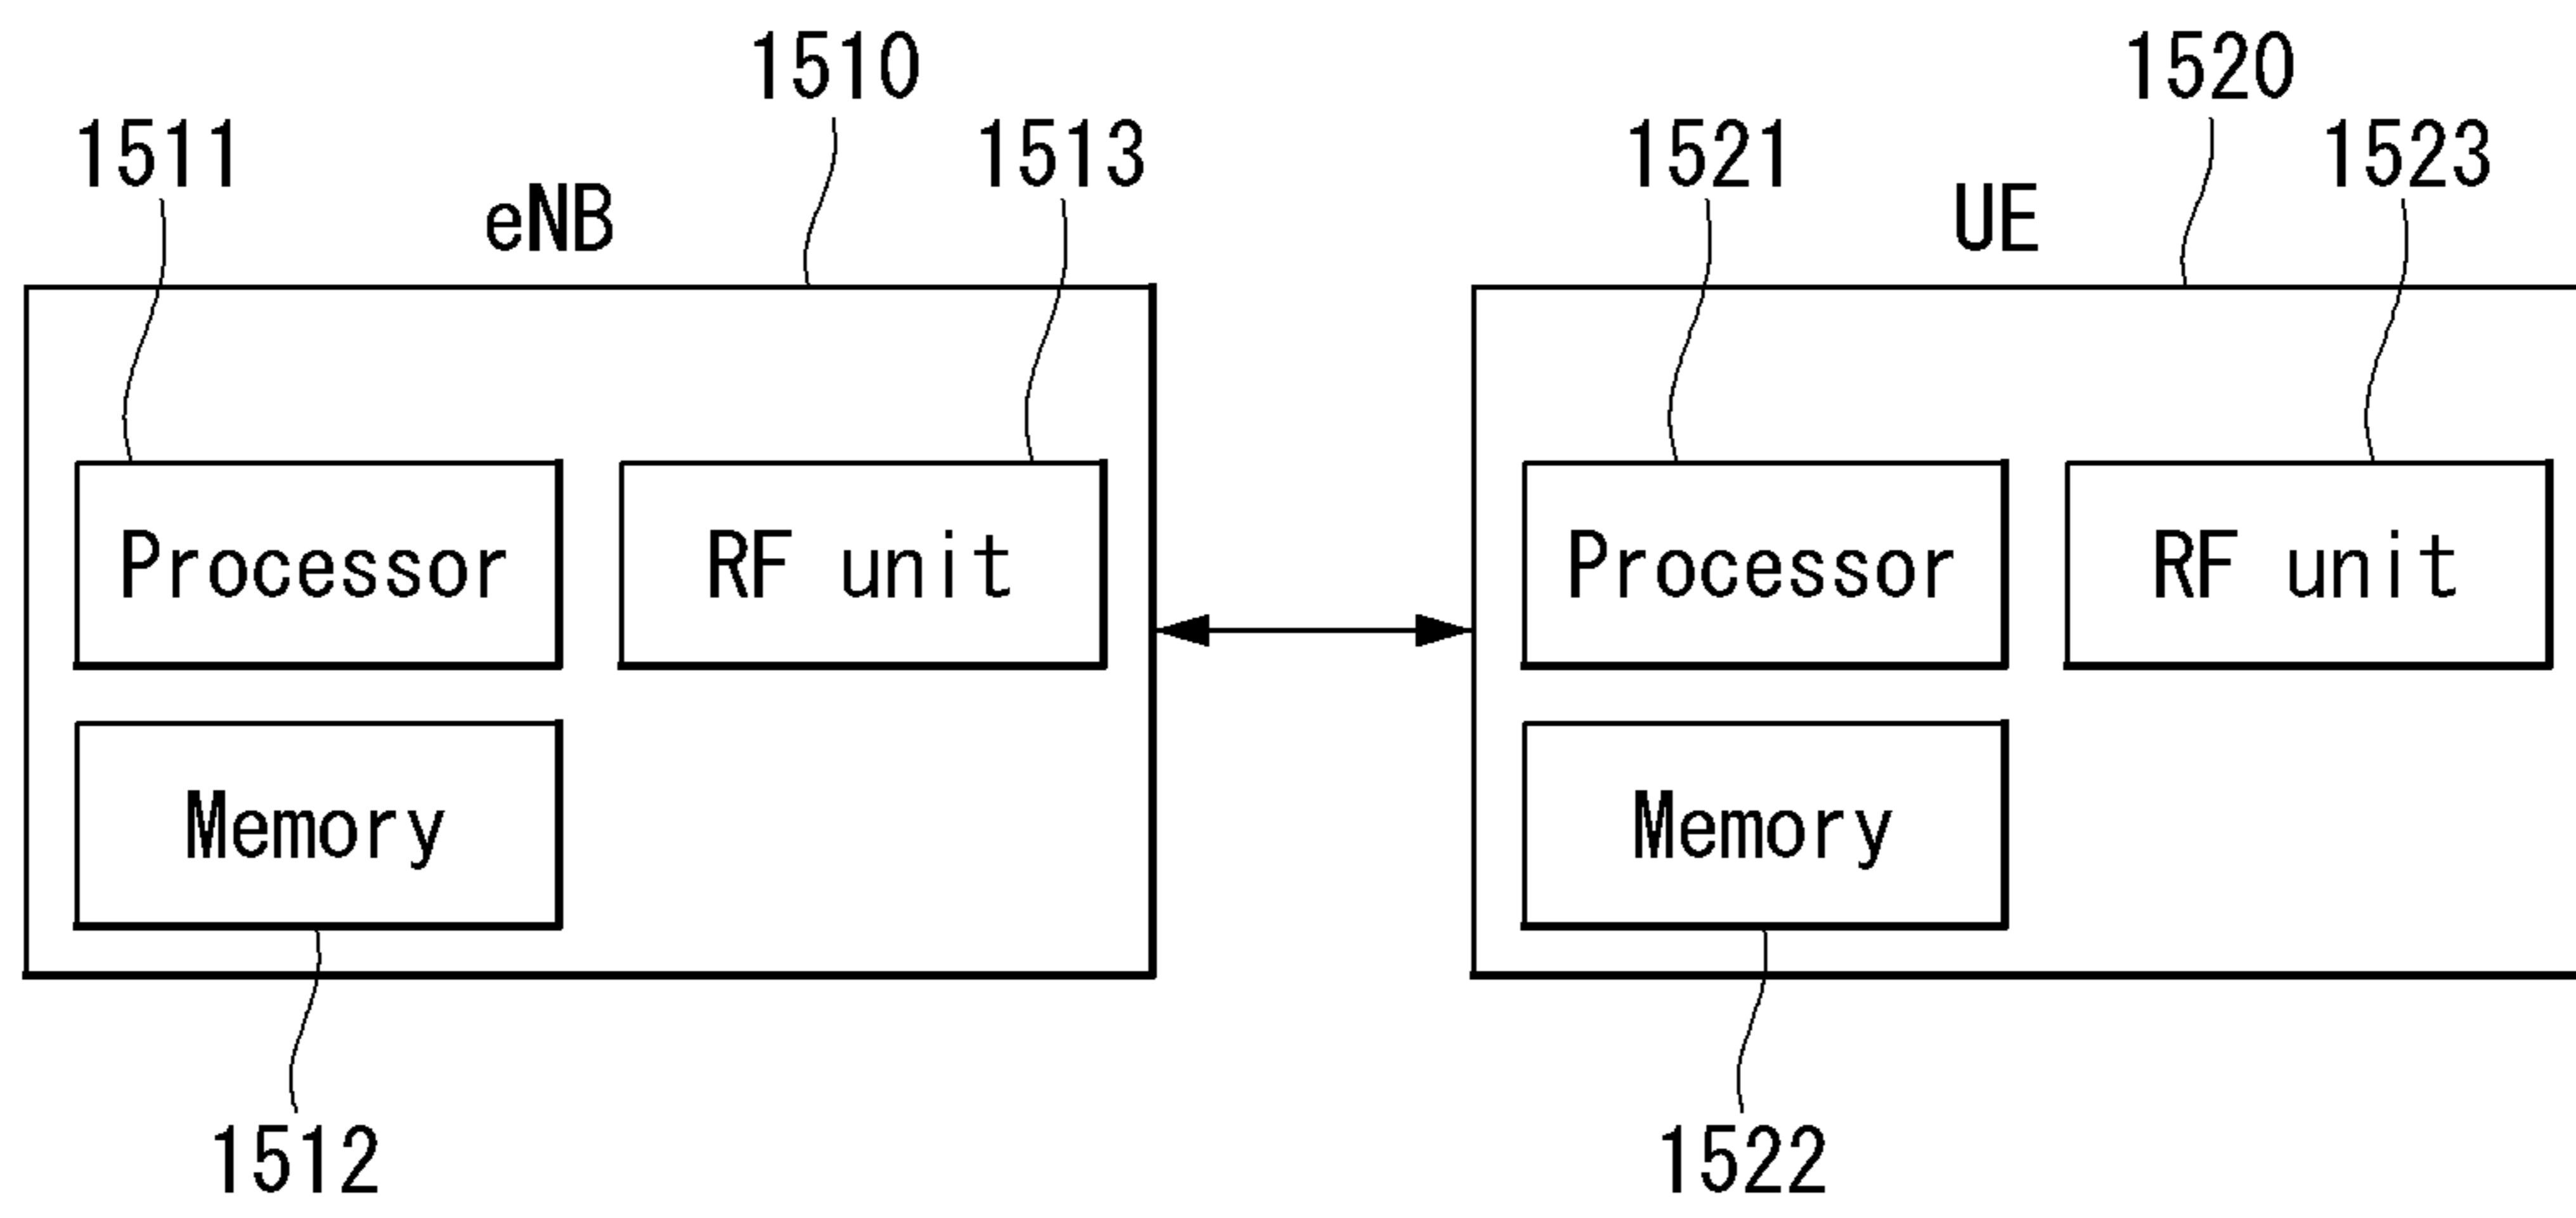 1510
1520
1511
1513
1521
1523
eNB
UE
Processor
RF unit
Processor
RF unit
Memory
Memory
1512
1522